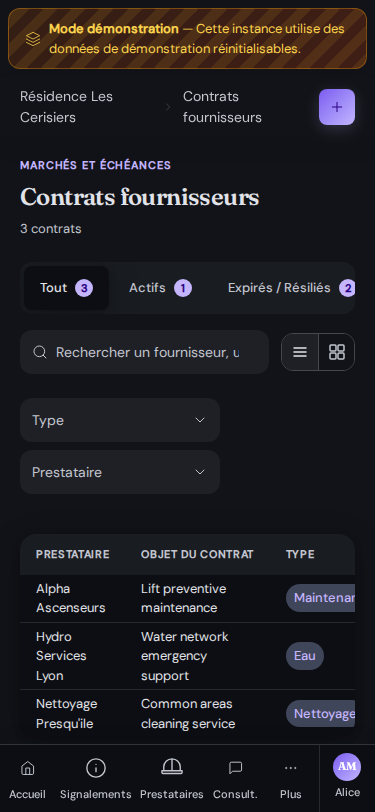 Mode démonstration — Cette instance utilise des
données de démonstration réinitialisables.
Résidence Les
Cerisiers
Contrats
fournisseurs
MARCHÉS ET ÉCHÉANCES
Contrats fournisseurs
3 contrats
Tout 3 Actifs 1 Expirés / Résiliés 2
Rechercher un fournisseur, u
Type
Prestataire
PRESTATAIRE OBJET DU CONTRAT TYPE
Alpha
Ascenseurs
Lift preventive
maintenance
Maintenan
Hydro
Services
Lyon
Water network
emergency
support
Eau
Nettoyage
Presqu'ile
Common areas
cleaning service
Nettoyage
AM
Accueil Signalements Prestataires Consult. Plus Alice